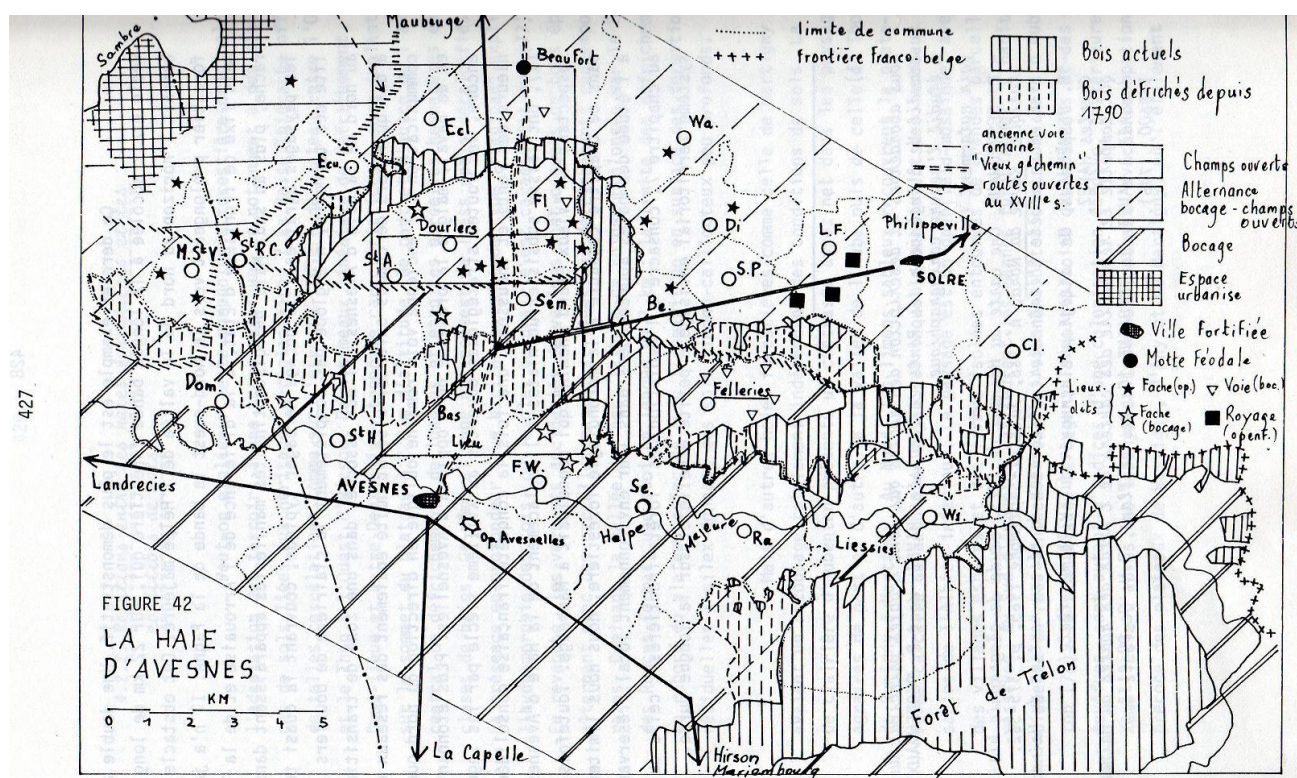 Maubeuge
Sambre
BeauFort
Ecl.
Ecu.
Wa.
Fl
Dourlers
Di
L.F.
Philippeville
M.St V.
St R.C.
St A.
S.P.
SOLRE
Sem.
Be.
Cl.
Dom.
Felleries
Bas
Lieu
St H
F.W.
Landrecies
AVESNES
Se.
Op. Avesnelles
Helpe
Majeure
Ra
Liessies
Wi.
Forêt de Trélon
La Capelle
Hirson
Mariembourg
limite de commune
frontière Franco-belge
Bois actuels
Bois défrichés depuis
1790
ancienne voie
romaine
"Vieux gd chemin"
routes ouvertes
au XVIIIe s.
Champs ouverts
Alternance
bocage - champs
ouverts
Bocage
Espace
urbanisé
Ville Fortifiée
Motte Féodale
Lieux-
dits
Fache (op.)
Voie (boc.)
Fache
(bocage)
Royage
(openf.)
FIGURE 42
LA HAIE
D'AVESNES
KM
0 1 2 3 4 5
427.